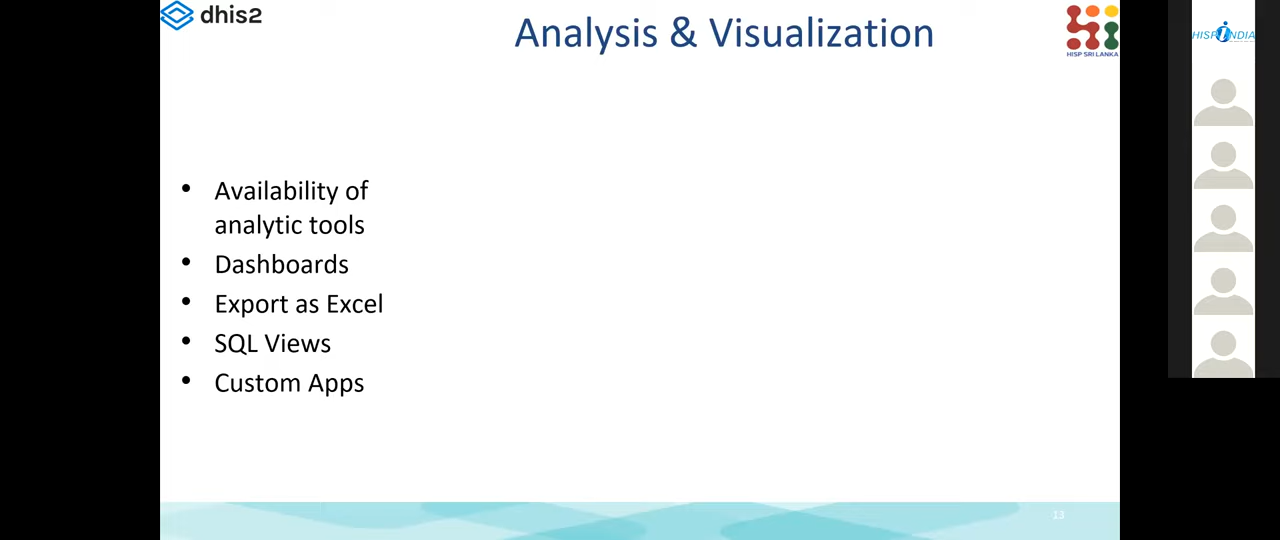 dhis2
Analysis & Visualization
HISP SRI LANKA
HISP INDIA
• Availability of
analytic tools
• Dashboards
• Export as Excel
• SQL Views
• Custom Apps
13